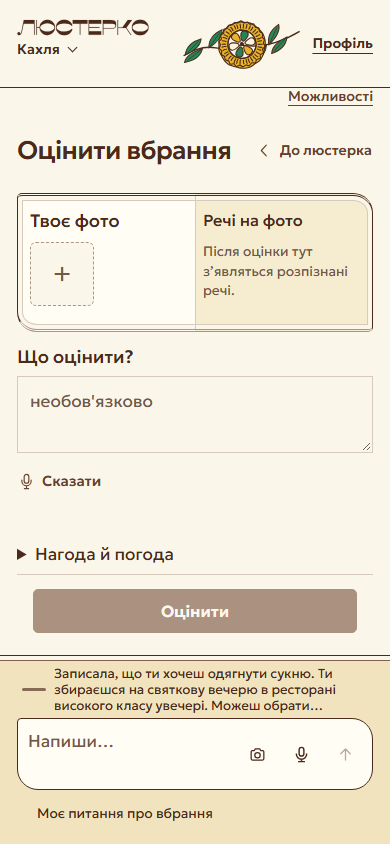 ЛЮСТЕРКО
Кахля
Профіль
Можливості
Оцінити вбрання
До люстерка
Твоє фото
Речі на фото
Після оцінки тут
зʼявляться розпізнані
речі.
Що оцінити?
необов'язково
Сказати
Нагода й погода
Оцінити
Записала, що ти хочеш одягнути сукню. Ти
збираєшся на святкову вечерю в ресторані
високого класу увечері. Можеш обрати…
Напиши…
Моє питання про вбрання